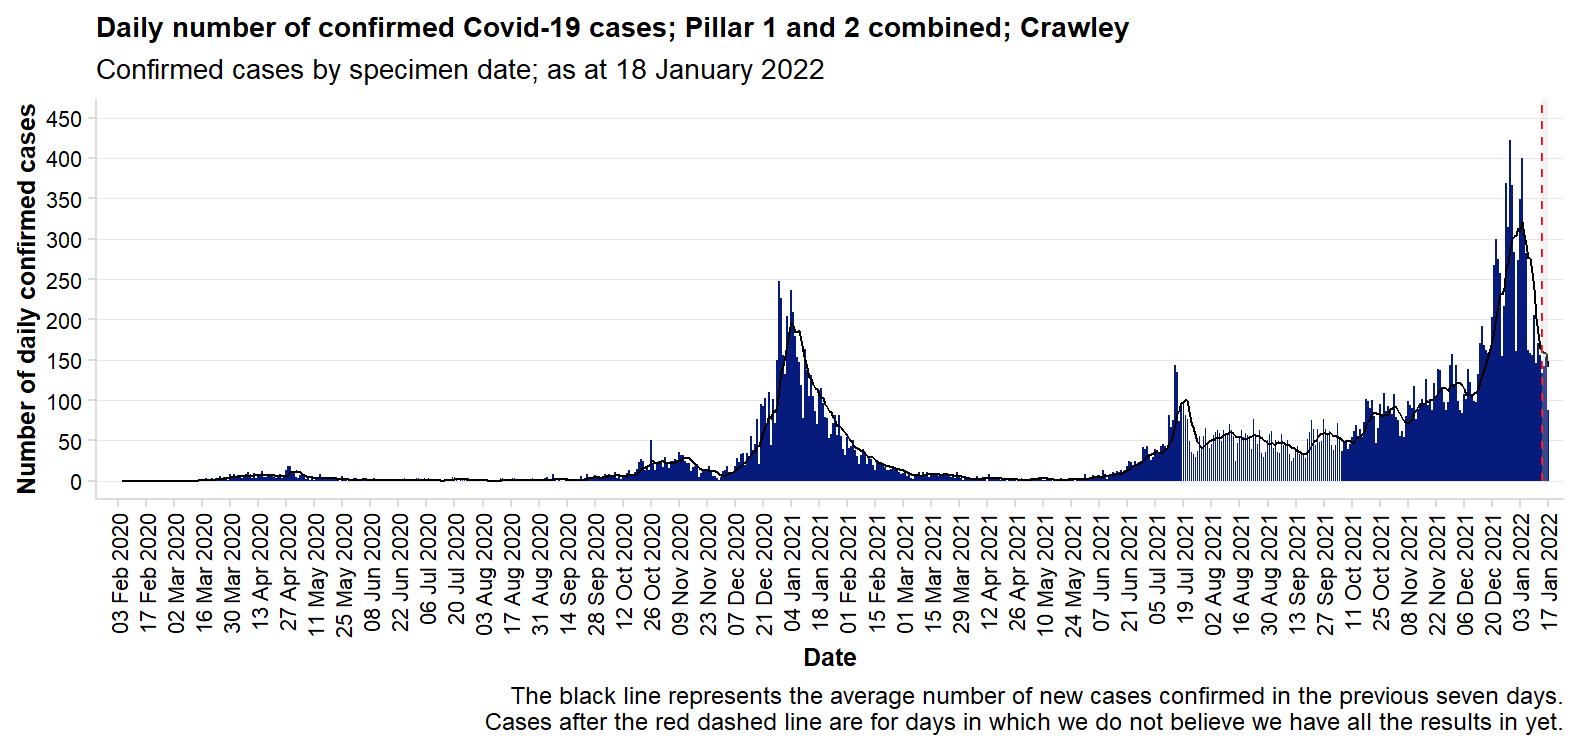 Daily number of confirmed Covid-19 cases; Pillar 1 and 2 combined; Crawley
Confirmed cases by specimen date; as at 18 January 2022
Number of daily confirmed cases
450
400
350
300
250
200
150
100
50
0
03 Feb 2020
17 Feb 2020
02 Mar 2020
16 Mar 2020
30 Mar 2020
13 Apr 2020
27 Apr 2020
11 May 2020
25 May 2020
08 Jun 2020
22 Jun 2020
06 Jul 2020
20 Jul 2020
03 Aug 2020
17 Aug 2020
31 Aug 2020
14 Sep 2020
28 Sep 2020
12 Oct 2020
26 Oct 2020
09 Nov 2020
23 Nov 2020
07 Dec 2020
21 Dec 2020
04 Jan 2021
18 Jan 2021
01 Feb 2021
15 Feb 2021
01 Mar 2021
15 Mar 2021
29 Mar 2021
12 Apr 2021
26 Apr 2021
10 May 2021
24 May 2021
07 Jun 2021
21 Jun 2021
05 Jul 2021
19 Jul 2021
02 Aug 2021
16 Aug 2021
30 Aug 2021
13 Sep 2021
27 Sep 2021
11 Oct 2021
25 Oct 2021
08 Nov 2021
22 Nov 2021
06 Dec 2021
20 Dec 2021
03 Jan 2022
17 Jan 2022
Date
The black line represents the average number of new cases confirmed in the previous seven days.
Cases after the red dashed line are for days in which we do not believe we have all the results in yet.